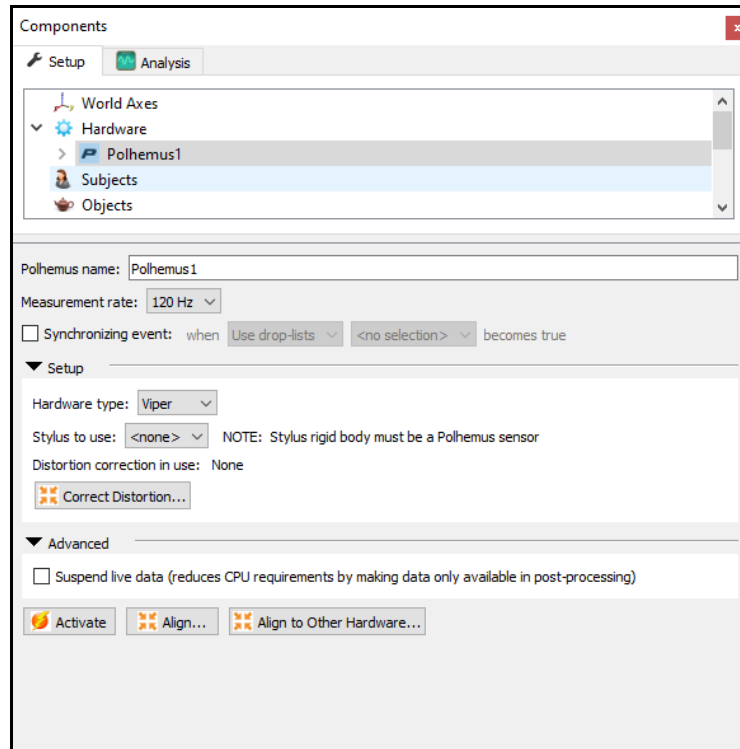 Components
x
Setup Analysis
World Axes
Hardware
P Polhemus1
Subjects
Objects
Polhemus name: Polhemus1
Measurement rate: 120 Hz
Synchronizing event: when Use drop-lists <no selection> becomes true
Setup
Hardware type: Viper
Stylus to use: <none> NOTE: Stylus rigid body must be a Polhemus sensor
Distortion correction in use: None
Correct Distortion...
Advanced
Suspend live data (reduces CPU requirements by making data only available in post-processing)
Activate Align... Align to Other Hardware...